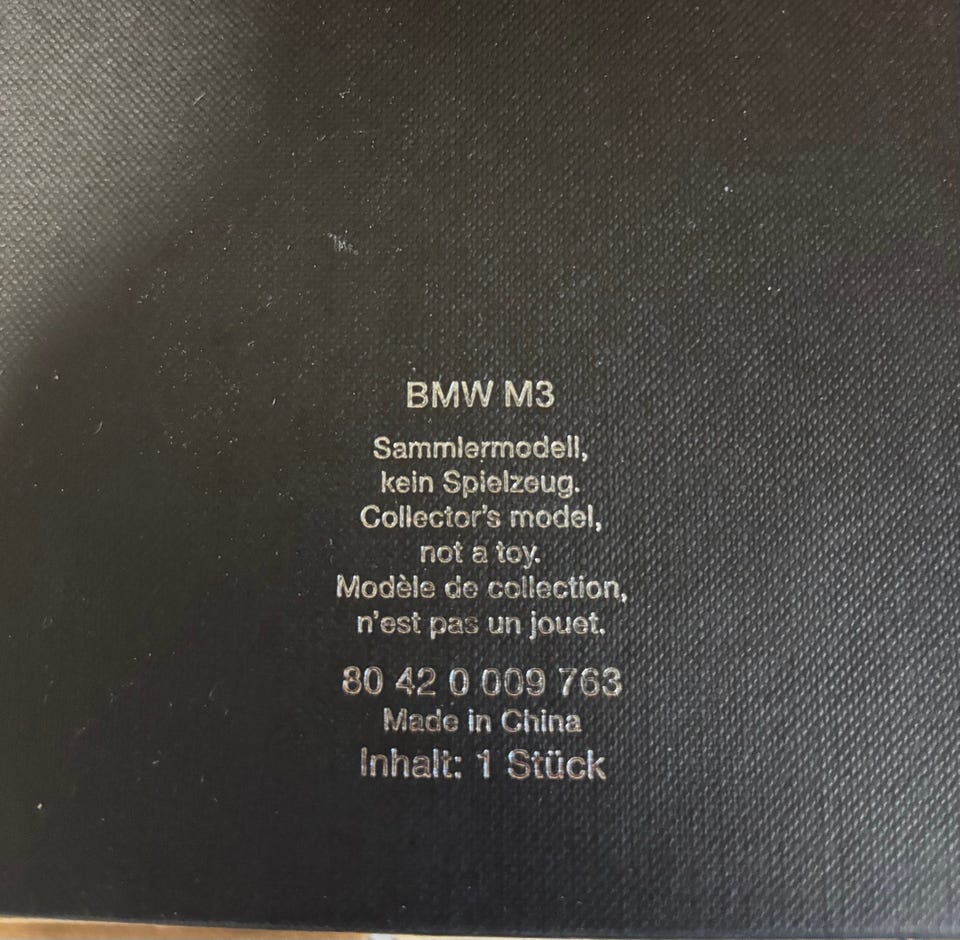 BMW M3
Sammlermodell,
kein Spielzeug.
Collector's model,
not a toy.
Modèle de collection,
n'est pas un jouet.
80 42 0 009 763
Made in China
Inhalt: 1 Stück